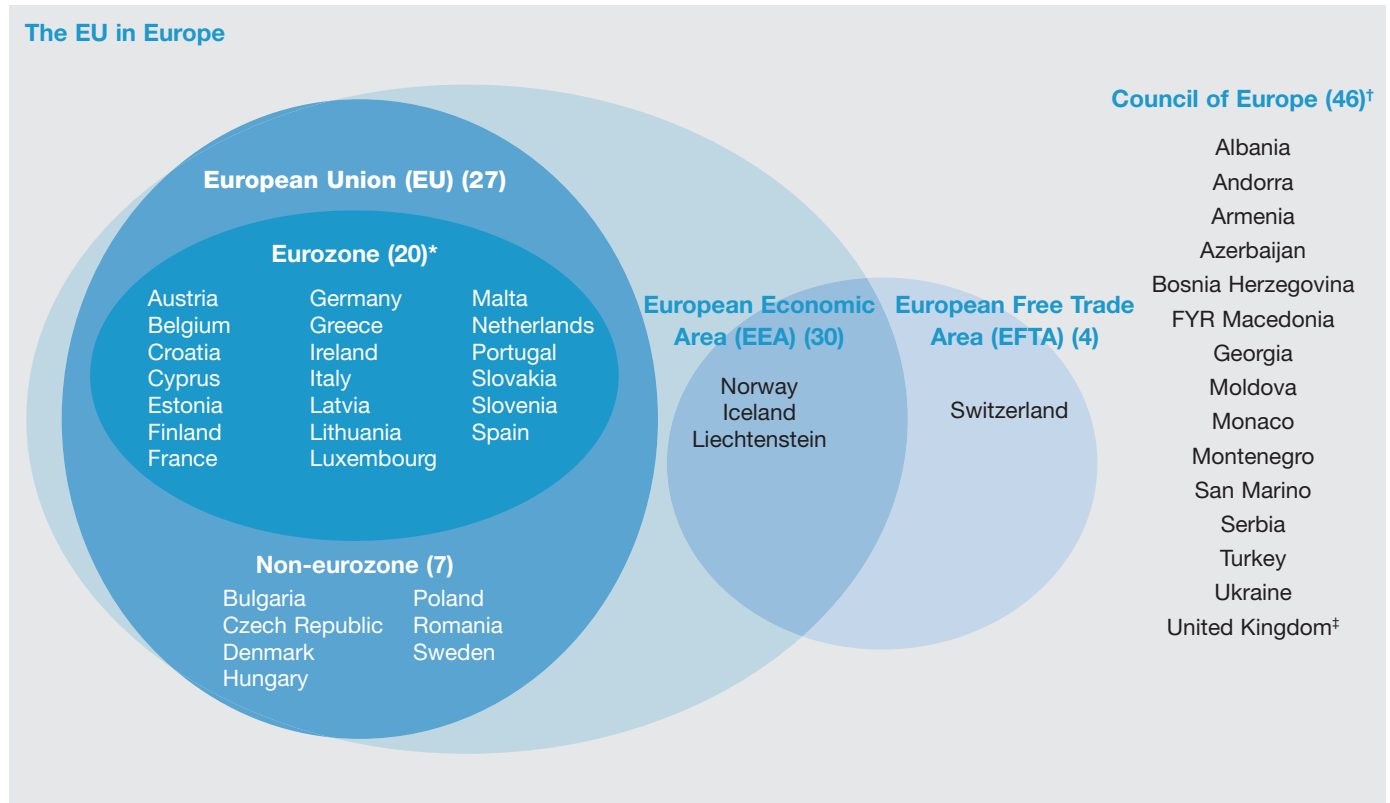 The EU in Europe
European Union (EU) (27)
Eurozone (20)*
Austria
Belgium
Croatia
Cyprus
Estonia
Finland
France
Germany
Greece
Ireland
Italy
Latvia
Lithuania
Luxembourg
Malta
Netherlands
Portugal
Slovakia
Slovenia
Spain
Non-eurozone (7)
Bulgaria
Czech Republic
Denmark
Hungary
Poland
Romania
Sweden
European Economic
Area (EEA) (30)
Norway
Iceland
Liechtenstein
European Free Trade
Area (EFTA) (4)
Switzerland
Council of Europe (46)†
Albania
Andorra
Armenia
Azerbaijan
Bosnia Herzegovina
FYR Macedonia
Georgia
Moldova
Monaco
Montenegro
San Marino
Serbia
Turkey
Ukraine
United Kingdom‡